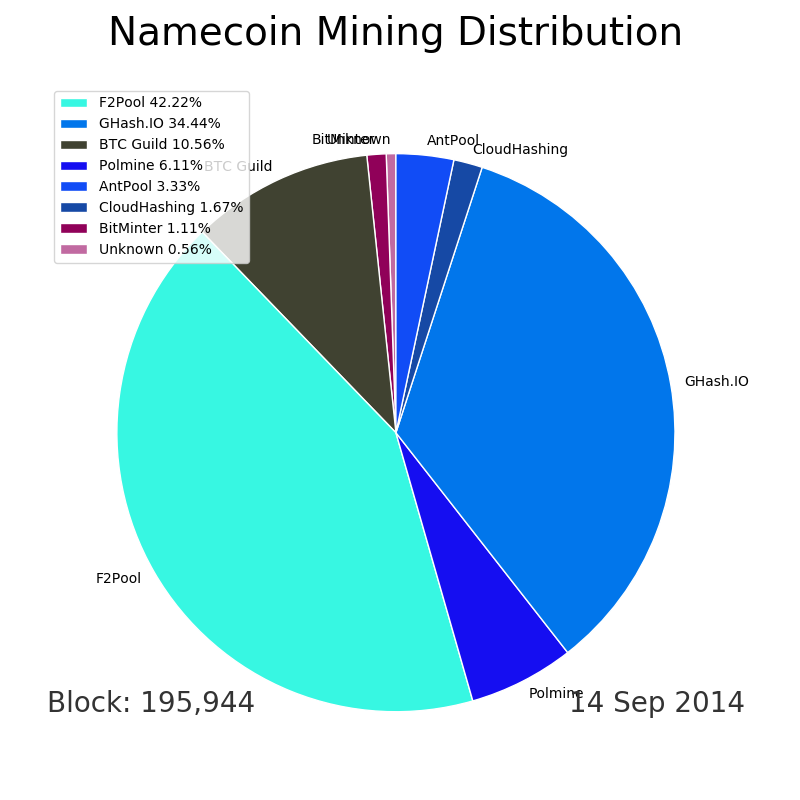 Namecoin Mining Distribution
F2Pool 42.22%
GHash.IO 34.44%
BTC Guild 10.56%
Polmine 6.11%
AntPool 3.33%
CloudHashing 1.67%
BitMinter 1.11%
Unknown 0.56%
BitMinter
Unknown
AntPool
CloudHashing
BTC Guild
GHash.IO
F2Pool
Polmine
Block: 195,944
14 Sep 2014